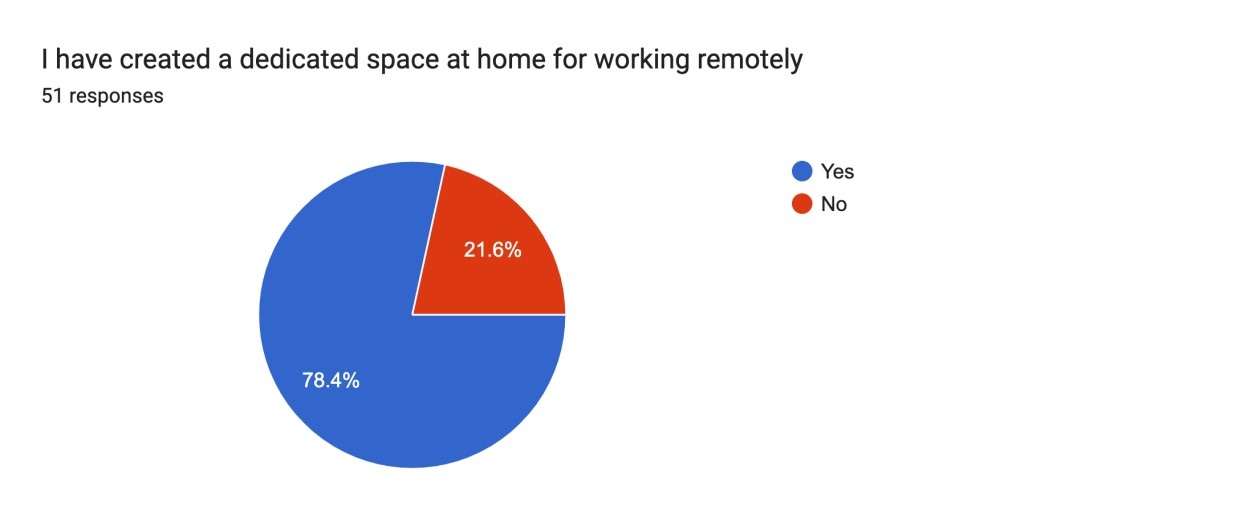 I have created a dedicated space at home for working remotely
51 responses
Yes
No
21.6%
78.4%